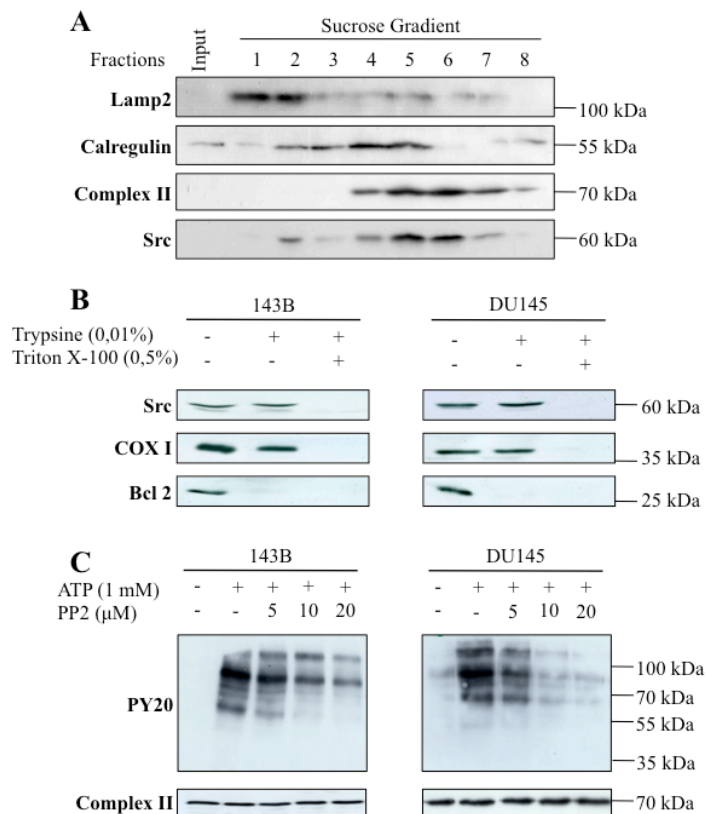 A
Input
Sucrose Gradient
Fractions 1 2 3 4 5 6 7 8
Lamp2
100 kDa
Calregulin 55 kDa
Complex II 70 kDa
Src 60 kDa
B
143B DU145
Trypsine (0,01%) - + + - + +
Triton X-100 (0,5%) - - + - - +
Src 60 kDa
COX I 35 kDa
Bcl 2 25 kDa
C
143B DU145
ATP (1 mM) - + + + + - + + + +
PP2 (µM) - - 5 10 20 - - 5 10 20
100 kDa
70 kDa
PY20
55 kDa
35 kDa
Complex II 70 kDa